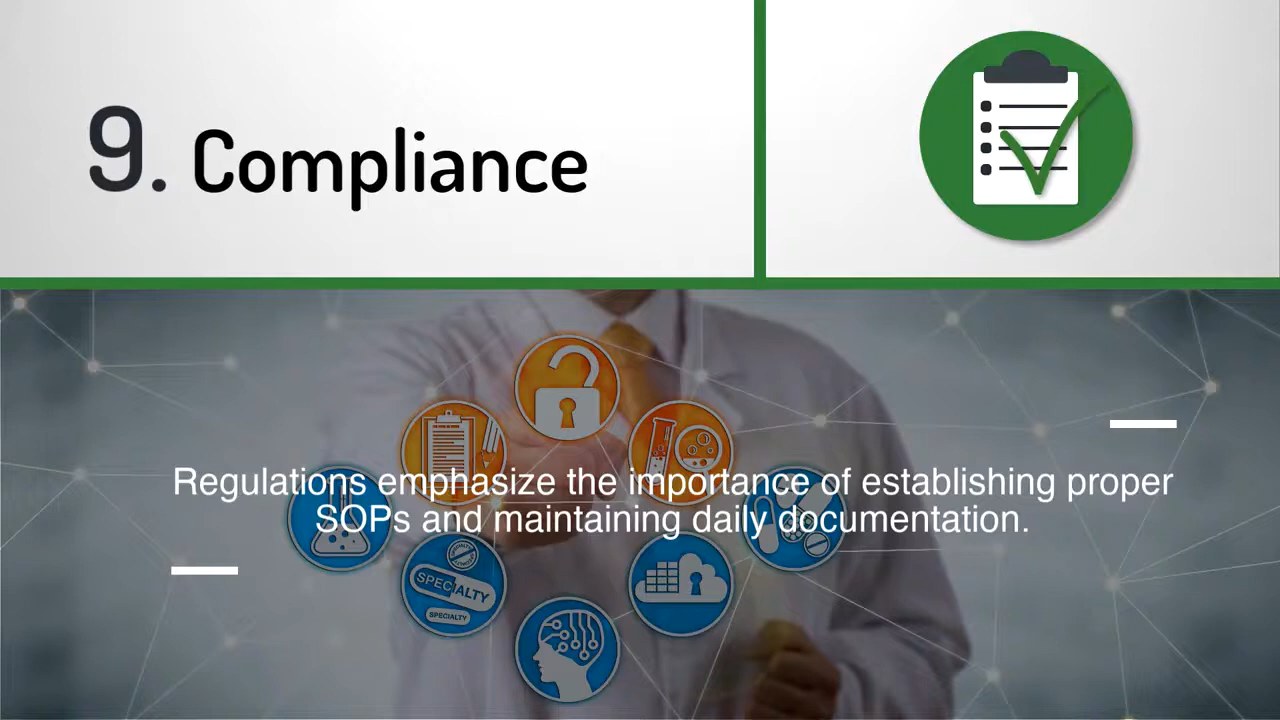 9. Compliance
Regulations emphasize the importance of establishing proper
SOPs and maintaining daily documentation.
SPECIALTY
SPECIALTY